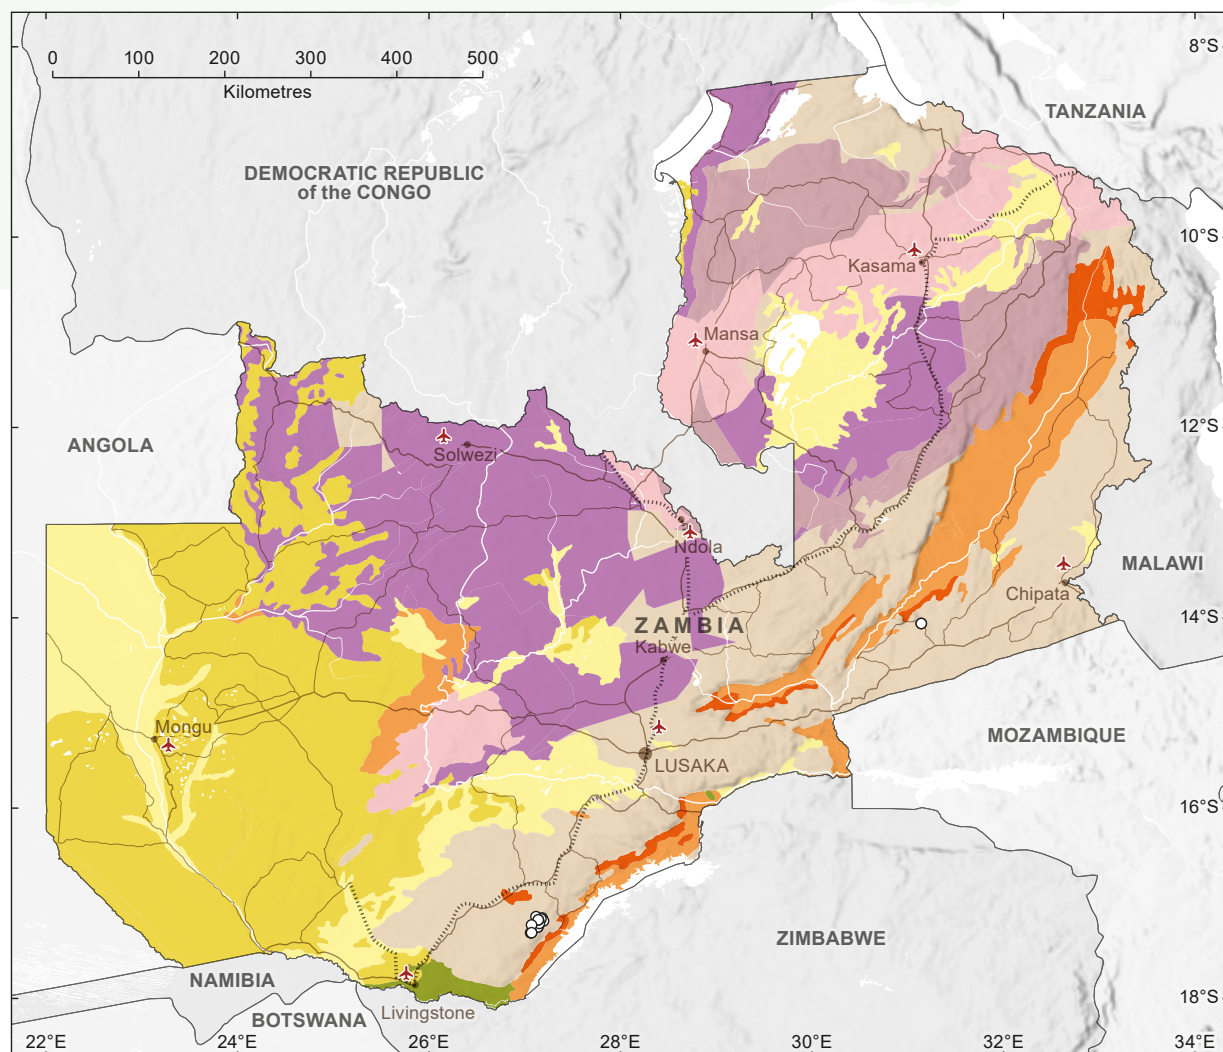 8°S
0 100 200 300 400 500
Kilometres
TANZANIA
DEMOCRATIC REPUBLIC
of the CONGO
10°S
Kasama
Mansa
12°S
ANGOLA
Solwezi
Ndola
MALAWI
Chipata
14°S
ZAMBIA
Kabwe
Mongu
MOZAMBIQUE
LUSAKA
16°S
ZIMBABWE
NAMIBIA
18°S
Livingstone
BOTSWANA
22°E 24°E 26°E 28°E 30°E 32°E 34°E